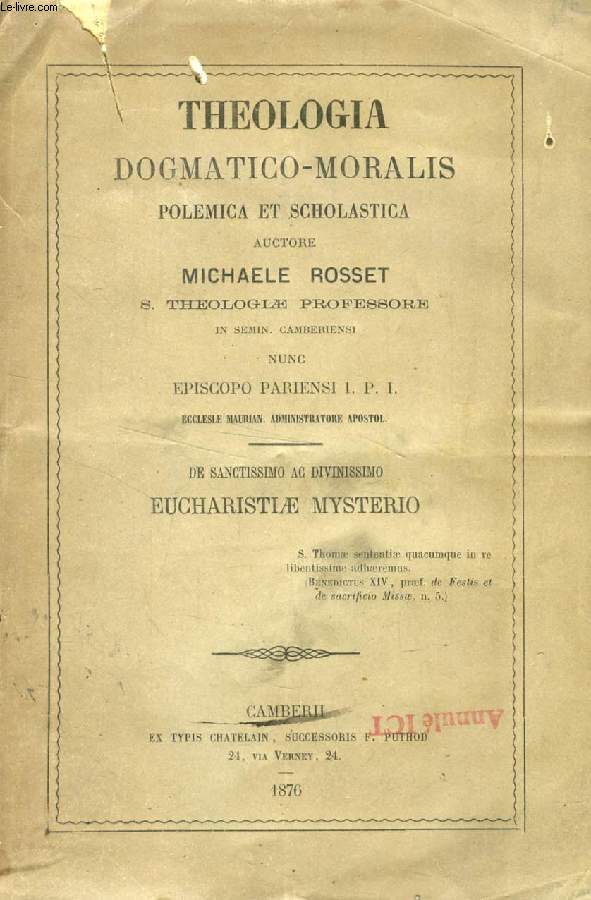 Le-livre.com
THEOLOGIA
DOGMATICO-MORALIS
POLEMICA ET SCHOLASTICA
AUCTORE
MICHAELE ROSSET
S. THEOLOGIÆ PROFESSORE
IN SEMIN. CAMBERIENSI
NUNC
EPISCOPO PARIENSI I. P. I.
ECCLESIÆ MAURIAN. ADMINISTRATORE APOSTOL.
DE SANCTISSIMO AC DIVINISSIMO
EUCHARISTIÆ MYSTERIO
S. Thomæ sententiæ quacumque in re
libentissime adhæremus.
(BENEDICTUS XIV, præf. de Festis et
de sacrificio Missæ, n. 5.)
CAMBERII
Annulé ICT
EX TYPIS CHATELAIN, SUCCESSORIS F. PUTHOD
24, VIA VERNEY, 24.
1876